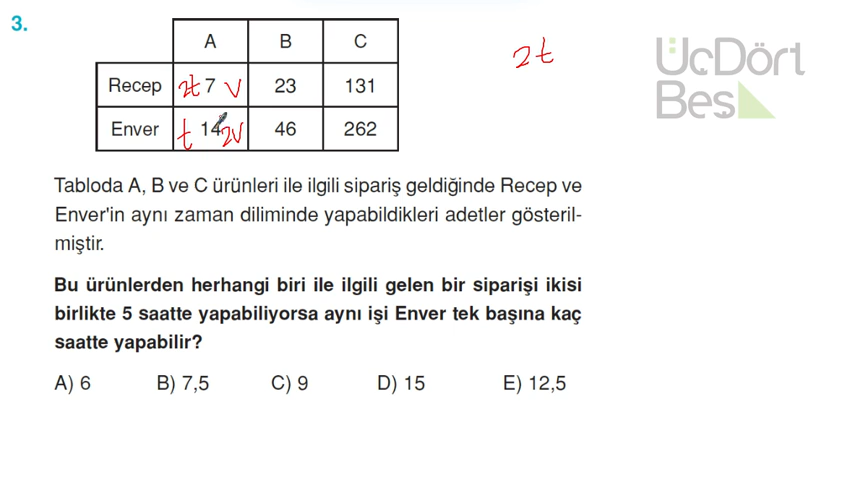 3.
A B C
2t
Recep 2t 7 v 23 131
Enver t 14 2v 46 262
ÜçDört
Beş
Tabloda A, B ve C ürünleri ile ilgili sipariş geldiğinde Recep ve
Enver'in aynı zaman diliminde yapabildikleri adetler gösteril-
miştir.
Bu ürünlerden herhangi biri ile ilgili gelen bir siparişi ikisi
birlikte 5 saatte yapabiliyorsa aynı işi Enver tek başına kaç
saatte yapabilir?
A) 6 B) 7,5 C) 9 D) 15 E) 12,5